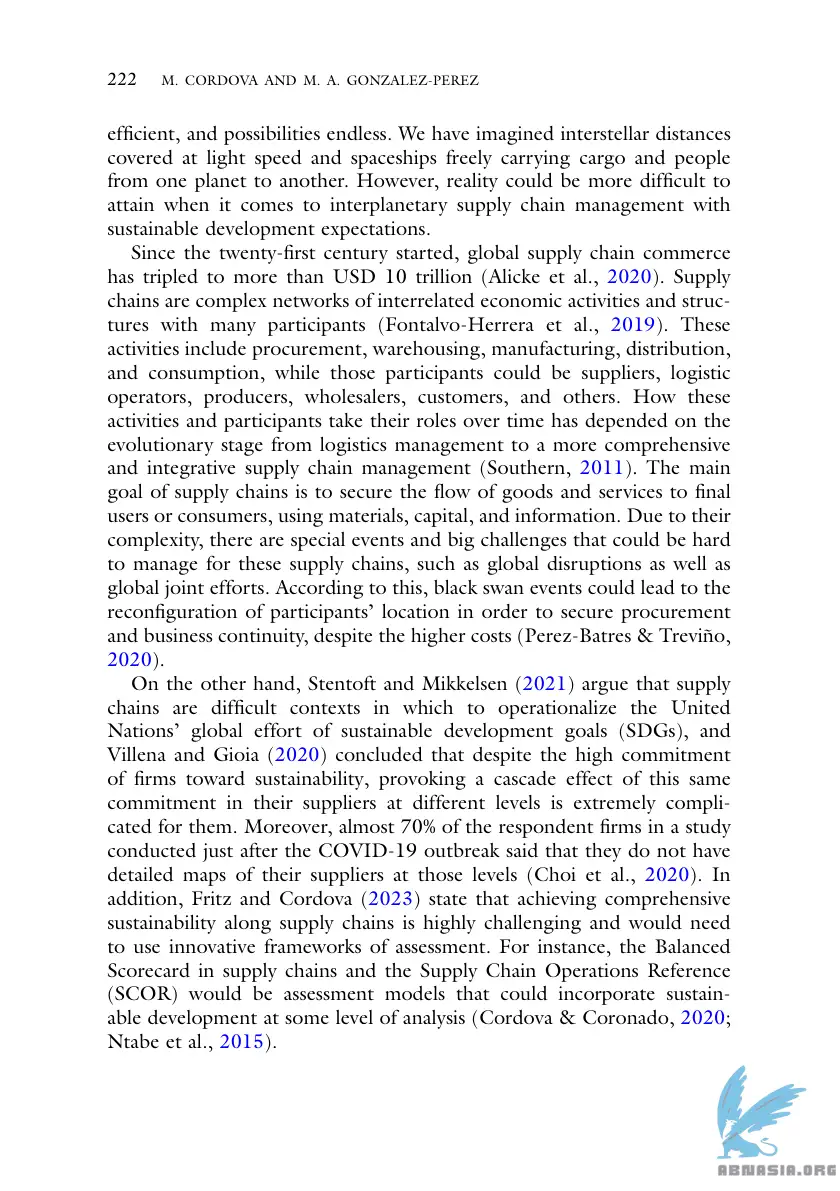 222 M. CORDOVA AND M. A. GONZALEZ-PEREZ
efficient, and possibilities endless. We have imagined interstellar distances
covered at light speed and spaceships freely carrying cargo and people
from one planet to another. However, reality could be more difficult to
attain when it comes to interplanetary supply chain management with
sustainable development expectations.
Since the twenty-first century started, global supply chain commerce
has tripled to more than USD 10 trillion (Alicke et al., 2020). Supply
chains are complex networks of interrelated economic activities and struc-
tures with many participants (Fontalvo-Herrera et al., 2019). These
activities include procurement, warehousing, manufacturing, distribution,
and consumption, while those participants could be suppliers, logistic
operators, producers, wholesalers, customers, and others. How these
activities and participants take their roles over time has depended on the
evolutionary stage from logistics management to a more comprehensive
and integrative supply chain management (Southern, 2011). The main
goal of supply chains is to secure the flow of goods and services to final
users or consumers, using materials, capital, and information. Due to their
complexity, there are special events and big challenges that could be hard
to manage for these supply chains, such as global disruptions as well as
global joint efforts. According to this, black swan events could lead to the
reconfiguration of participants’ location in order to secure procurement
and business continuity, despite the higher costs (Perez-Batres & Treviño,
2020).
On the other hand, Stentoft and Mikkelsen (2021) argue that supply
chains are difficult contexts in which to operationalize the United
Nations’ global effort of sustainable development goals (SDGs), and
Villena and Gioia (2020) concluded that despite the high commitment
of firms toward sustainability, provoking a cascade effect of this same
commitment in their suppliers at different levels is extremely compli-
cated for them. Moreover, almost 70% of the respondent firms in a study
conducted just after the COVID-19 outbreak said that they do not have
detailed maps of their suppliers at those levels (Choi et al., 2020). In
addition, Fritz and Cordova (2023) state that achieving comprehensive
sustainability along supply chains is highly challenging and would need
to use innovative frameworks of assessment. For instance, the Balanced
Scorecard in supply chains and the Supply Chain Operations Reference
(SCOR) would be assessment models that could incorporate sustain-
able development at some level of analysis (Cordova & Coronado, 2020;
Ntabe et al., 2015).
ABNASIA.ORG